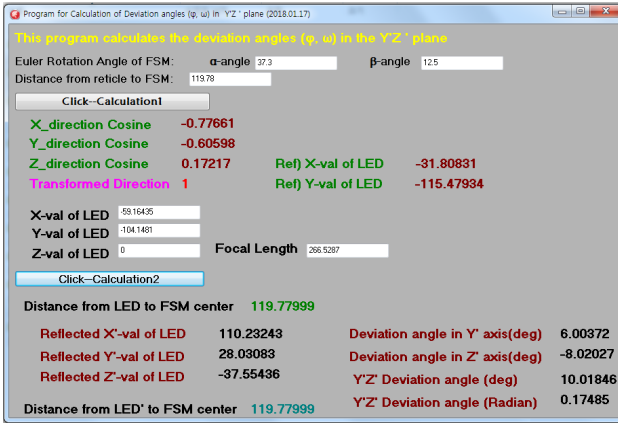 Program for Calculation of Deviation angles (φ, ω) in Y'Z ' plane (2018.01.17)
This program calculates the deviation angles (φ, ω) in the Y'Z ' plane
Euler Rotation Angle of FSM: α-angle 37.3 β-angle 12.5
Distance from reticle to FSM: 119.78
Click--Calculation1
X_direction Cosine -0.77661
Y_direction Cosine -0.60598
Z_direction Cosine 0.17217 Ref) X-val of LED -31.80831
Transformed Direction 1 Ref) Y-val of LED -115.47934
X-val of LED -59.16435
Y-val of LED -104.1481
Z-val of LED 0 Focal Length 266.5287
Click--Calculation2
Distance from LED to FSM center 119.77999
Reflected X'-val of LED 110.23243 Deviation angle in Y' axis(deg) 6.00372
Reflected Y'-val of LED 28.03083 Deviation angle in Z' axis(deg) -8.02027
Reflected Z'-val of LED -37.55436 Y'Z' Deviation angle (deg) 10.01846
Distance from LED' to FSM center 119.77999 Y'Z' Deviation angle (Radian) 0.17485